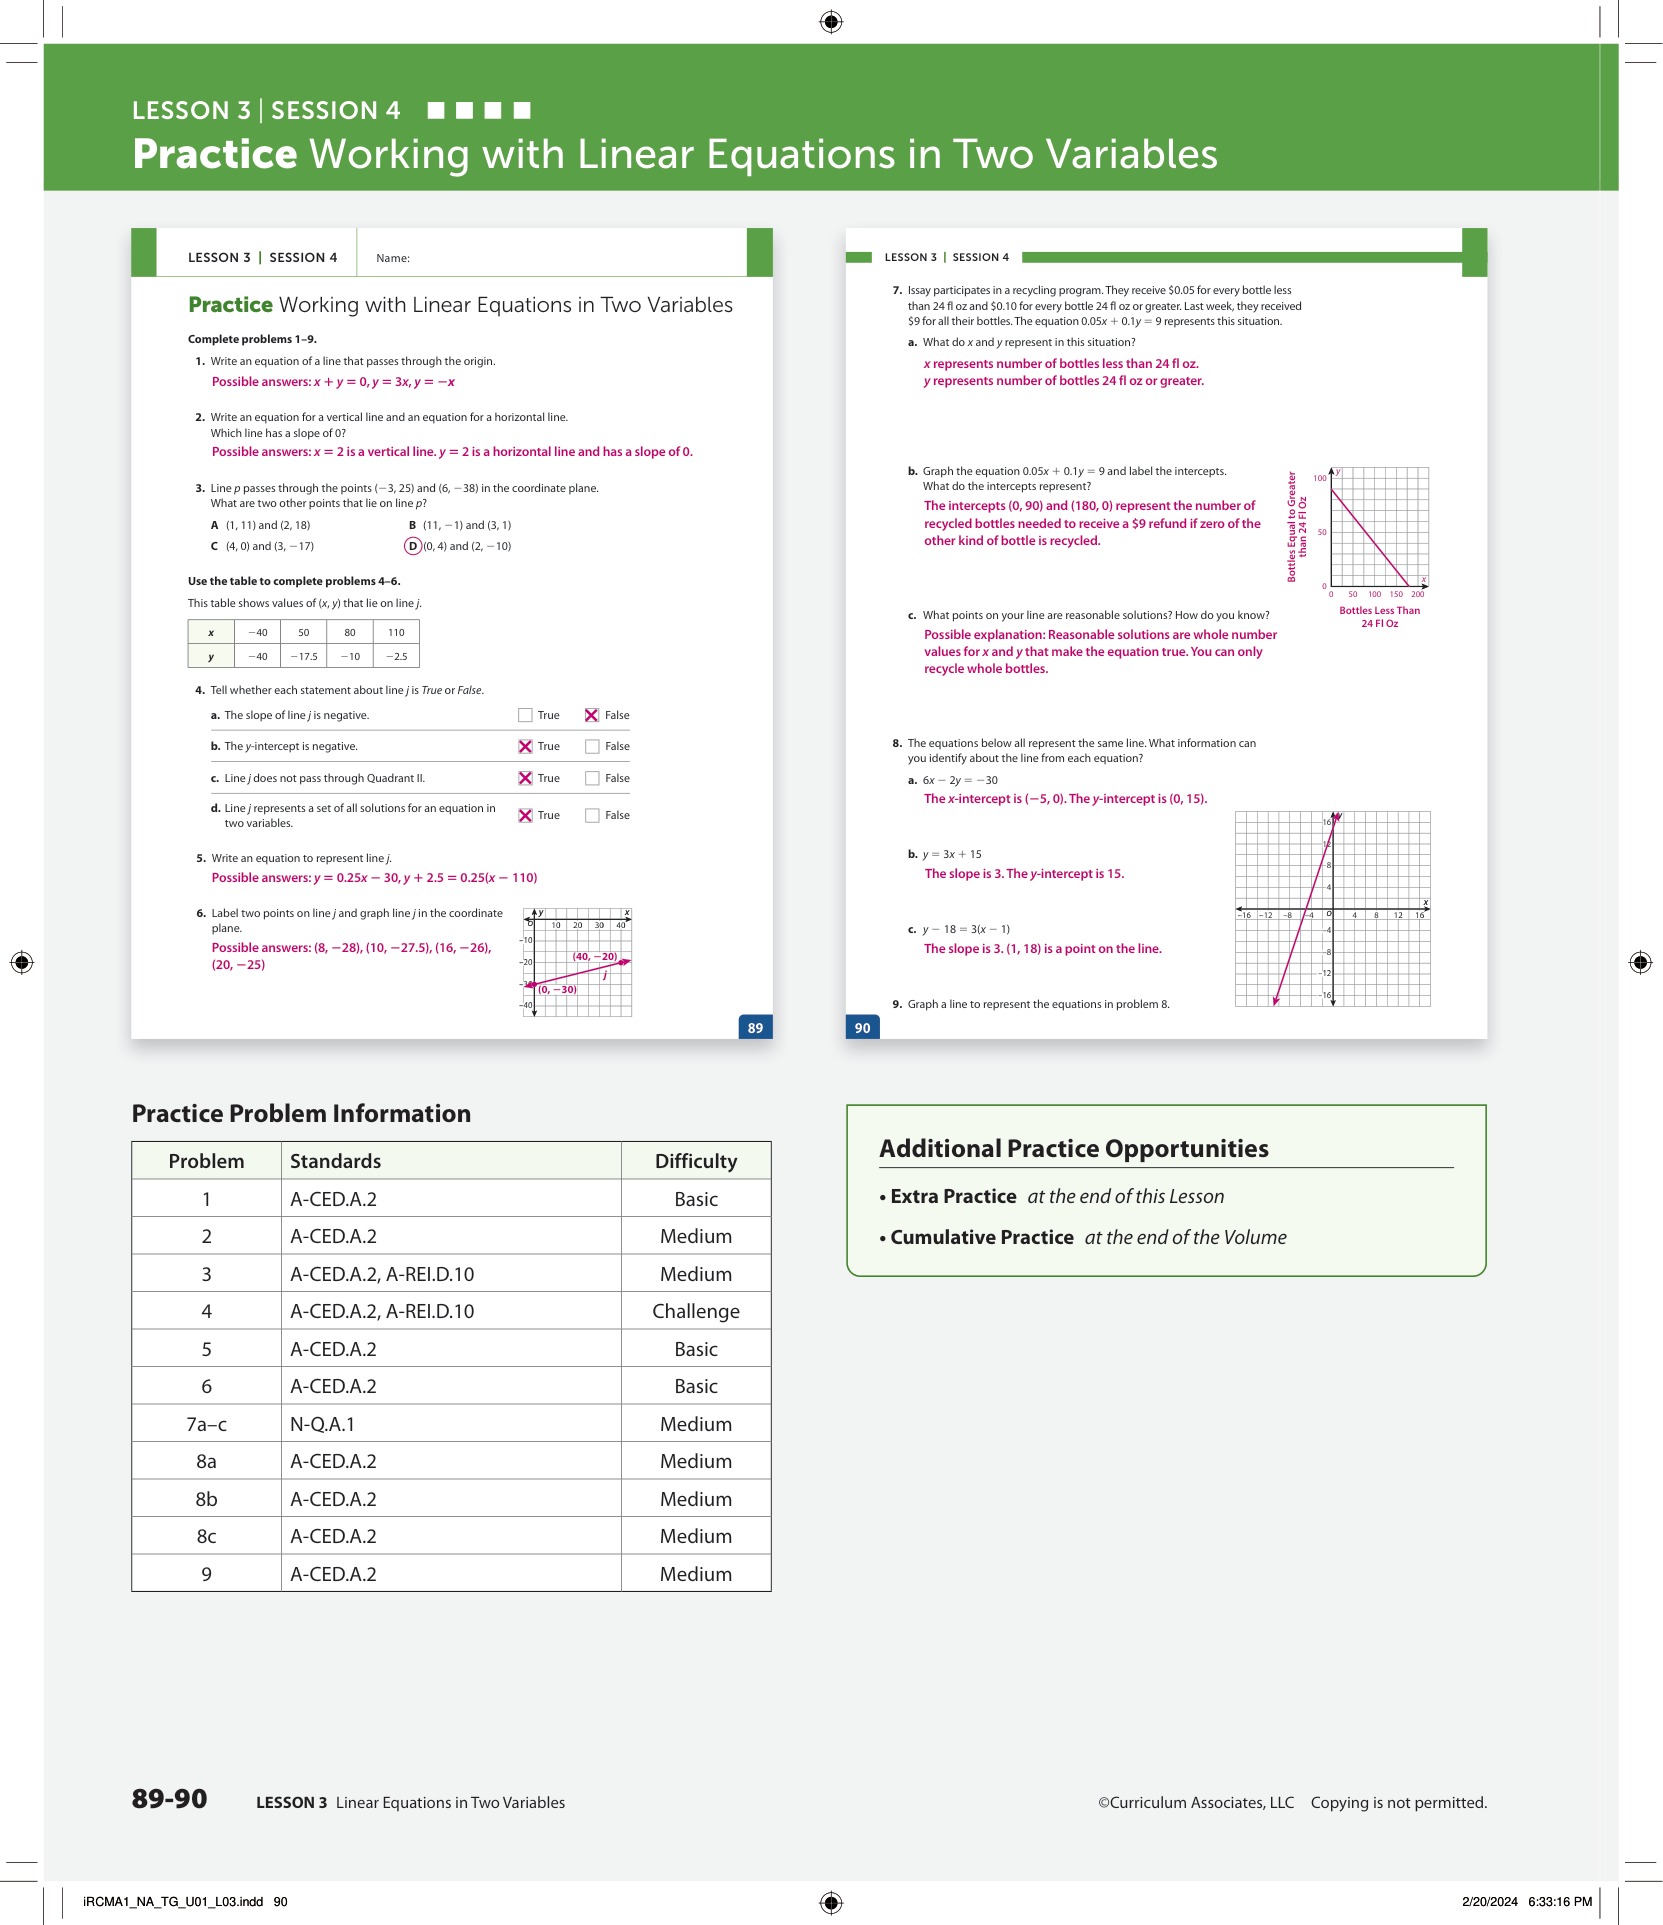 LESSON 3 | SESSION 4
Practice Working with Linear Equations in Two Variables
LESSON 3 | SESSION 4
Name:
Practice Working with Linear Equations in Two Variables
Complete problems 1–9.
1. Write an equation of a line that passes through the origin.
Possible answers: x + y = 0, y = 3x, y = −x
2. Write an equation for a vertical line and an equation for a horizontal line.
Which line has a slope of 0?
Possible answers: x = 2 is a vertical line. y = 2 is a horizontal line and has a slope of 0.
3. Line p passes through the points (−3, 25) and (6, −38) in the coordinate plane.
What are two other points that lie on line p?
A (1, 11) and (2, 18)
B (11, −1) and (3, 1)
C (4, 0) and (3, −17)
D (0, 4) and (2, −10)
Use the table to complete problems 4–6.
This table shows values of (x, y) that lie on line j.
x −40 50 80 110
y −40 −17.5 −10 −2.5
4. Tell whether each statement about line j is True or False.
a. The slope of line j is negative. True False
b. The y-intercept is negative. True False
c. Line j does not pass through Quadrant II. True False
d. Line j represents a set of all solutions for an equation in
two variables. True False
5. Write an equation to represent line j.
Possible answers: y = 0.25x − 30, y + 2.5 = 0.25(x − 110)
6. Label two points on line j and graph line j in the coordinate
plane.
Possible answers: (8, −28), (10, −27.5), (16, −26),
(20, −25)
y x
O 10 20 30 40
−10
−20
(40, −20)
j
(0, −30)
−40
89
LESSON 3 | SESSION 4
7. Issay participates in a recycling program. They receive $0.05 for every bottle less
than 24 fl oz and $0.10 for every bottle 24 fl oz or greater. Last week, they received
$9 for all their bottles. The equation 0.05x + 0.1y = 9 represents this situation.
a. What do x and y represent in this situation?
x represents number of bottles less than 24 fl oz.
y represents number of bottles 24 fl oz or greater.
b. Graph the equation 0.05x + 0.1y = 9 and label the intercepts.
What do the intercepts represent?
The intercepts (0, 90) and (180, 0) represent the number of
recycled bottles needed to receive a $9 refund if zero of the
other kind of bottle is recycled.
Bottles Equal to Greater
than 24 Fl Oz
y
100
50
0
x
0 50 100 150 200
Bottles Less Than
24 Fl Oz
c. What points on your line are reasonable solutions? How do you know?
Possible explanation: Reasonable solutions are whole number
values for x and y that make the equation true. You can only
recycle whole bottles.
8. The equations below all represent the same line. What information can
you identify about the line from each equation?
a. 6x − 2y = −30
The x-intercept is (−5, 0). The y-intercept is (0, 15).
b. y = 3x + 15
The slope is 3. The y-intercept is 15.
c. y − 18 = 3(x − 1)
The slope is 3. (1, 18) is a point on the line.
9. Graph a line to represent the equations in problem 8.
16
12
8
4
x
−16 −12 −8 −4 O 4 8 12 16
−4
−8
−12
−16
90
Practice Problem Information
Problem Standards Difficulty
1 A-CED.A.2 Basic
2 A-CED.A.2 Medium
3 A-CED.A.2, A-REI.D.10 Medium
4 A-CED.A.2, A-REI.D.10 Challenge
5 A-CED.A.2 Basic
6 A-CED.A.2 Basic
7a–c N-Q.A.1 Medium
8a A-CED.A.2 Medium
8b A-CED.A.2 Medium
8c A-CED.A.2 Medium
9 A-CED.A.2 Medium
Additional Practice Opportunities
• Extra Practice at the end of this Lesson
• Cumulative Practice at the end of the Volume
89-90 LESSON 3 Linear Equations in Two Variables
©Curriculum Associates, LLC Copying is not permitted.
iRCMA1_NA_TG_U01_L03.indd 90
2/20/2024 6:33:16 PM